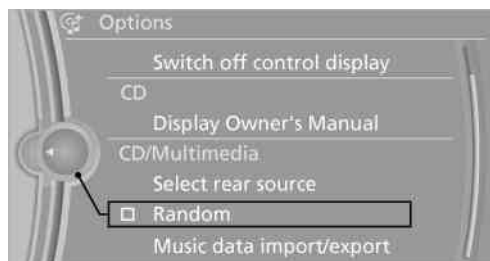 Options
Switch off control display
CD
Display Owner's Manual
CD/Multimedia
Select rear source
Random
Music data import/export